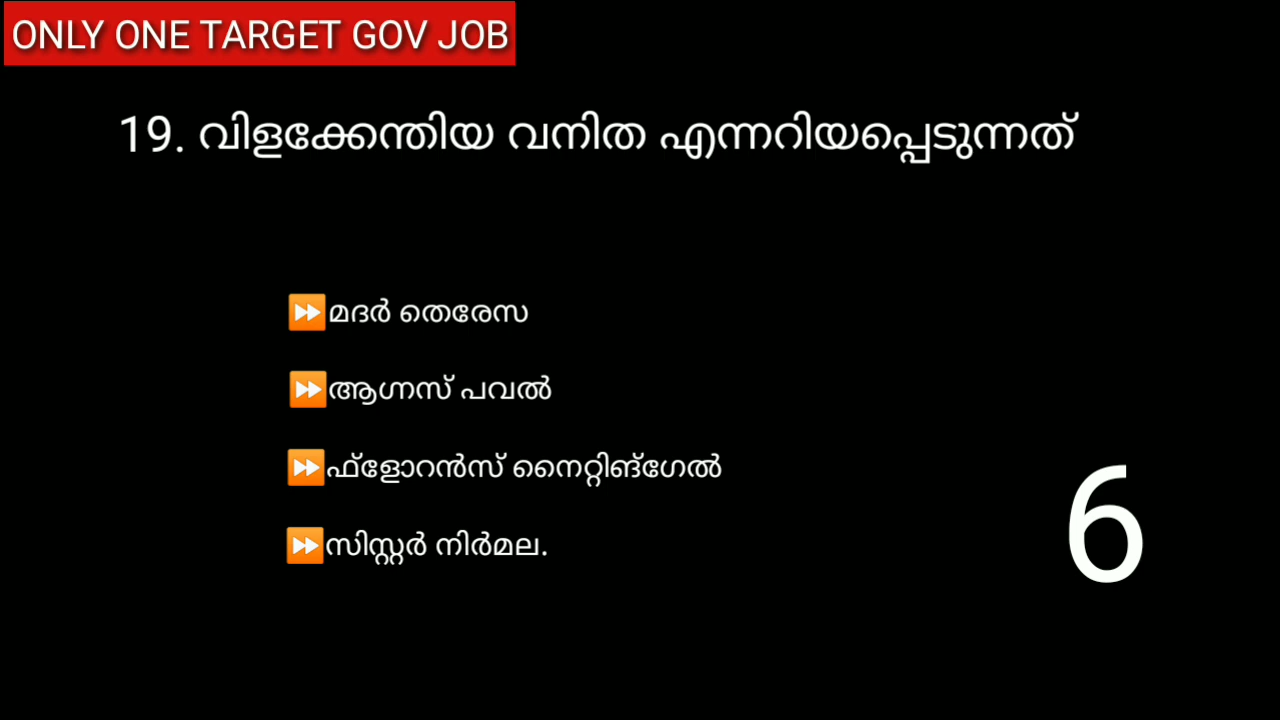 ONLY ONE TARGET GOV JOB
19. വിളക്കേന്തിയ വനിത എന്നറിയപ്പെടുന്നത്
⏩മദർ തെരേസ
⏩ആഗ്നസ് പവൽ
⏩ഫ്ളോറൻസ് നൈറ്റിങ്ഗേൽ
⏩സിസ്റ്റർ നിർമല.
6